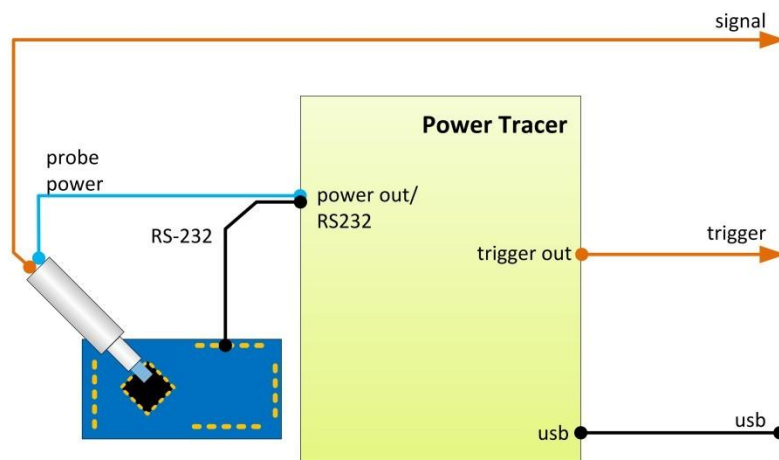 signal
Power Tracer
probe
power
power out/
RS232
RS-232
trigger out
trigger
usb
usb